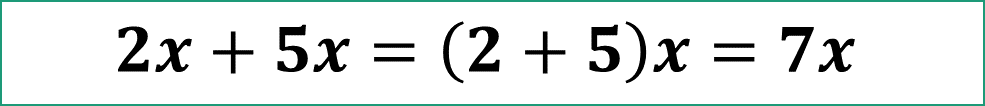 2x + 5x = (2 + 5)x = 7x